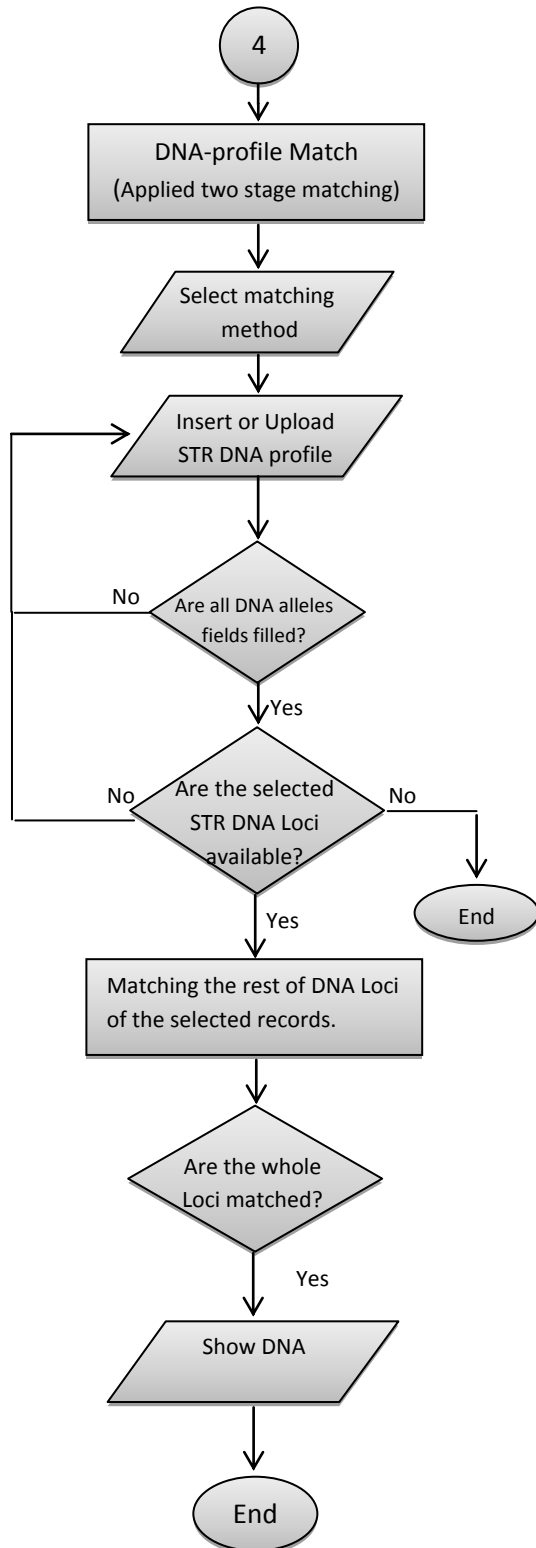 4
DNA-profile Match
(Applied two stage matching)
Select matching
method
Insert or Upload
STR DNA profile
No
Are all DNA alleles
fields filled?
Yes
No
Are the selected
STR DNA Loci
available?
No
End
Yes
Matching the rest of DNA Loci
of the selected records.
Are the whole
Loci matched?
Yes
Show DNA
End